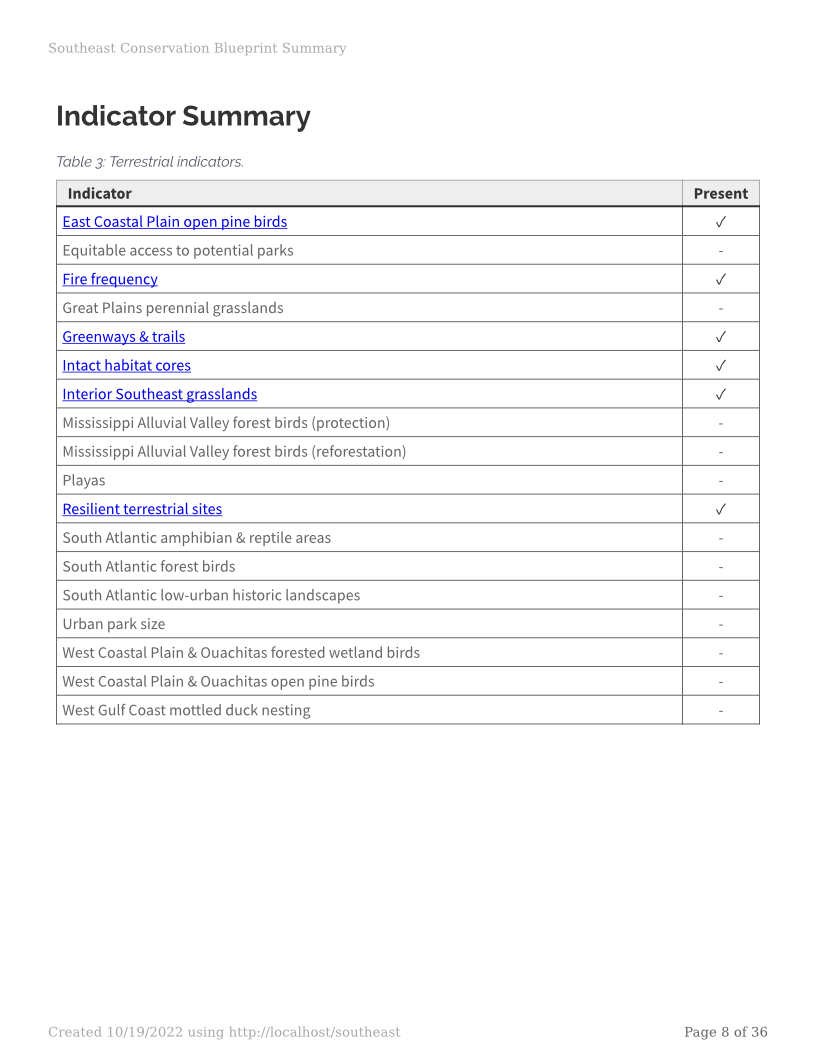 Southeast Conservation Blueprint Summary
Indicator Summary
Table 3: Terrestrial indicators.
Indicator Present
East Coastal Plain open pine birds ✓
Equitable access to potential parks -
Fire frequency ✓
Great Plains perennial grasslands -
Greenways & trails ✓
Intact habitat cores ✓
Interior Southeast grasslands ✓
Mississippi Alluvial Valley forest birds (protection) -
Mississippi Alluvial Valley forest birds (reforestation) -
Playas -
Resilient terrestrial sites ✓
South Atlantic amphibian & reptile areas -
South Atlantic forest birds -
South Atlantic low-urban historic landscapes -
Urban park size -
West Coastal Plain & Ouachitas forested wetland birds -
West Coastal Plain & Ouachitas open pine birds -
West Gulf Coast mottled duck nesting -
Created 10/19/2022 using http://localhost/southeast Page 8 of 36